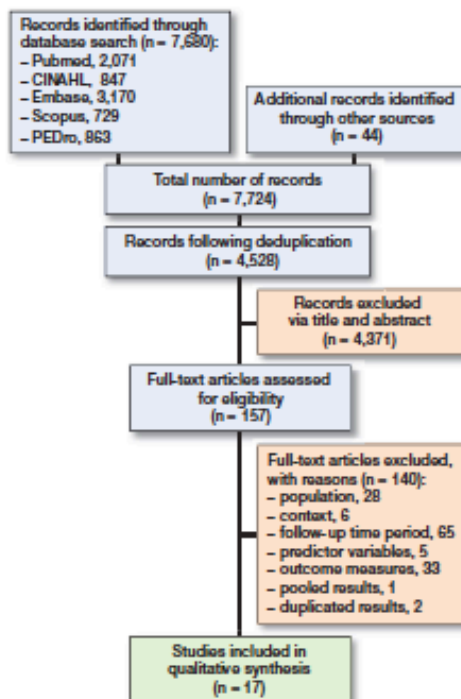 Records identified through
database search (n = 7,680):
– Pubmed, 2,071
– CINAHL, 847
– Embase, 3,170
– Scopus, 729
– PEDro, 863
Additional records identified
through other sources
(n = 44)
Total number of records
(n = 7,724)
Records following deduplication
(n = 4,528)
Records excluded
via title and abstract
(n = 4,371)
Full-text articles assessed
for eligibility
(n = 157)
Full-text articles excluded,
with reasons (n = 140):
– population, 28
– context, 6
– follow-up time period, 65
– predictor variables, 5
– outcome measures, 33
– pooled results, 1
– duplicated results, 2
Studies included in
qualitative synthesis
(n = 17)